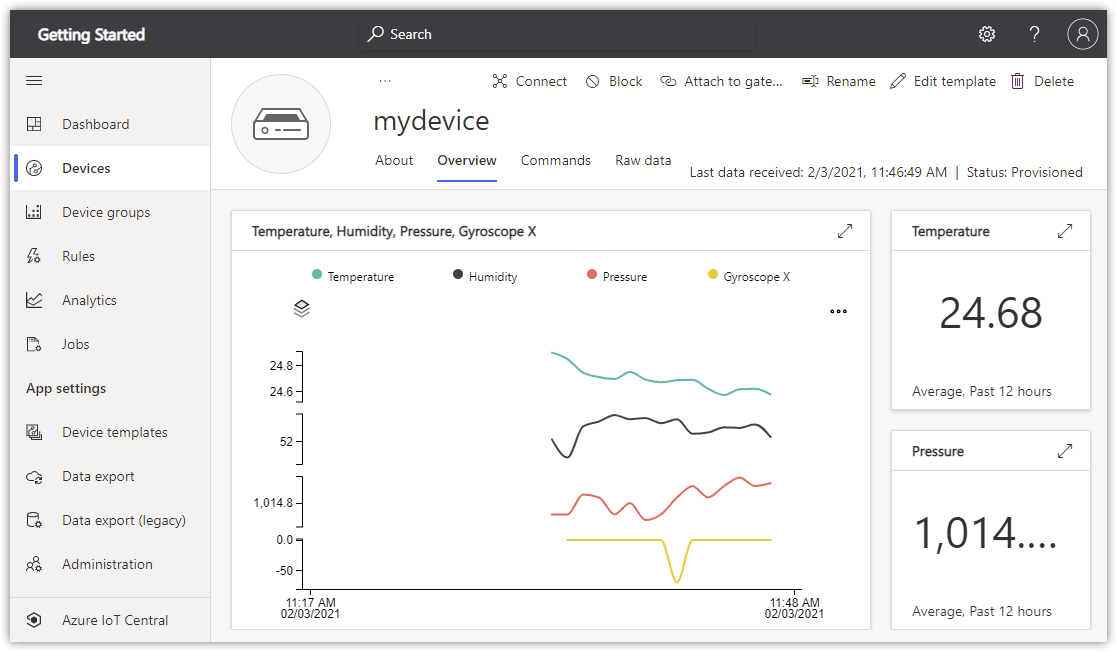 Getting Started
Search
?
Dashboard
Devices
Device groups
Rules
Analytics
Jobs
App settings
Device templates
Data export
Data export (legacy)
Administration
Azure IoT Central
...
Connect
Block
Attach to gate...
Rename
Edit template
Delete
mydevice
About
Overview
Commands
Raw data
Last data received: 2/3/2021, 11:46:49 AM | Status: Provisioned
Temperature, Humidity, Pressure, Gyroscope X
Temperature
Humidity
Pressure
Gyroscope X
24.8
24.6
52
1,014.8
0.0
-50
11:17 AM
02/03/2021
11:48 AM
02/03/2021
Temperature
24.68
Average, Past 12 hours
Pressure
1,014....
Average, Past 12 hours